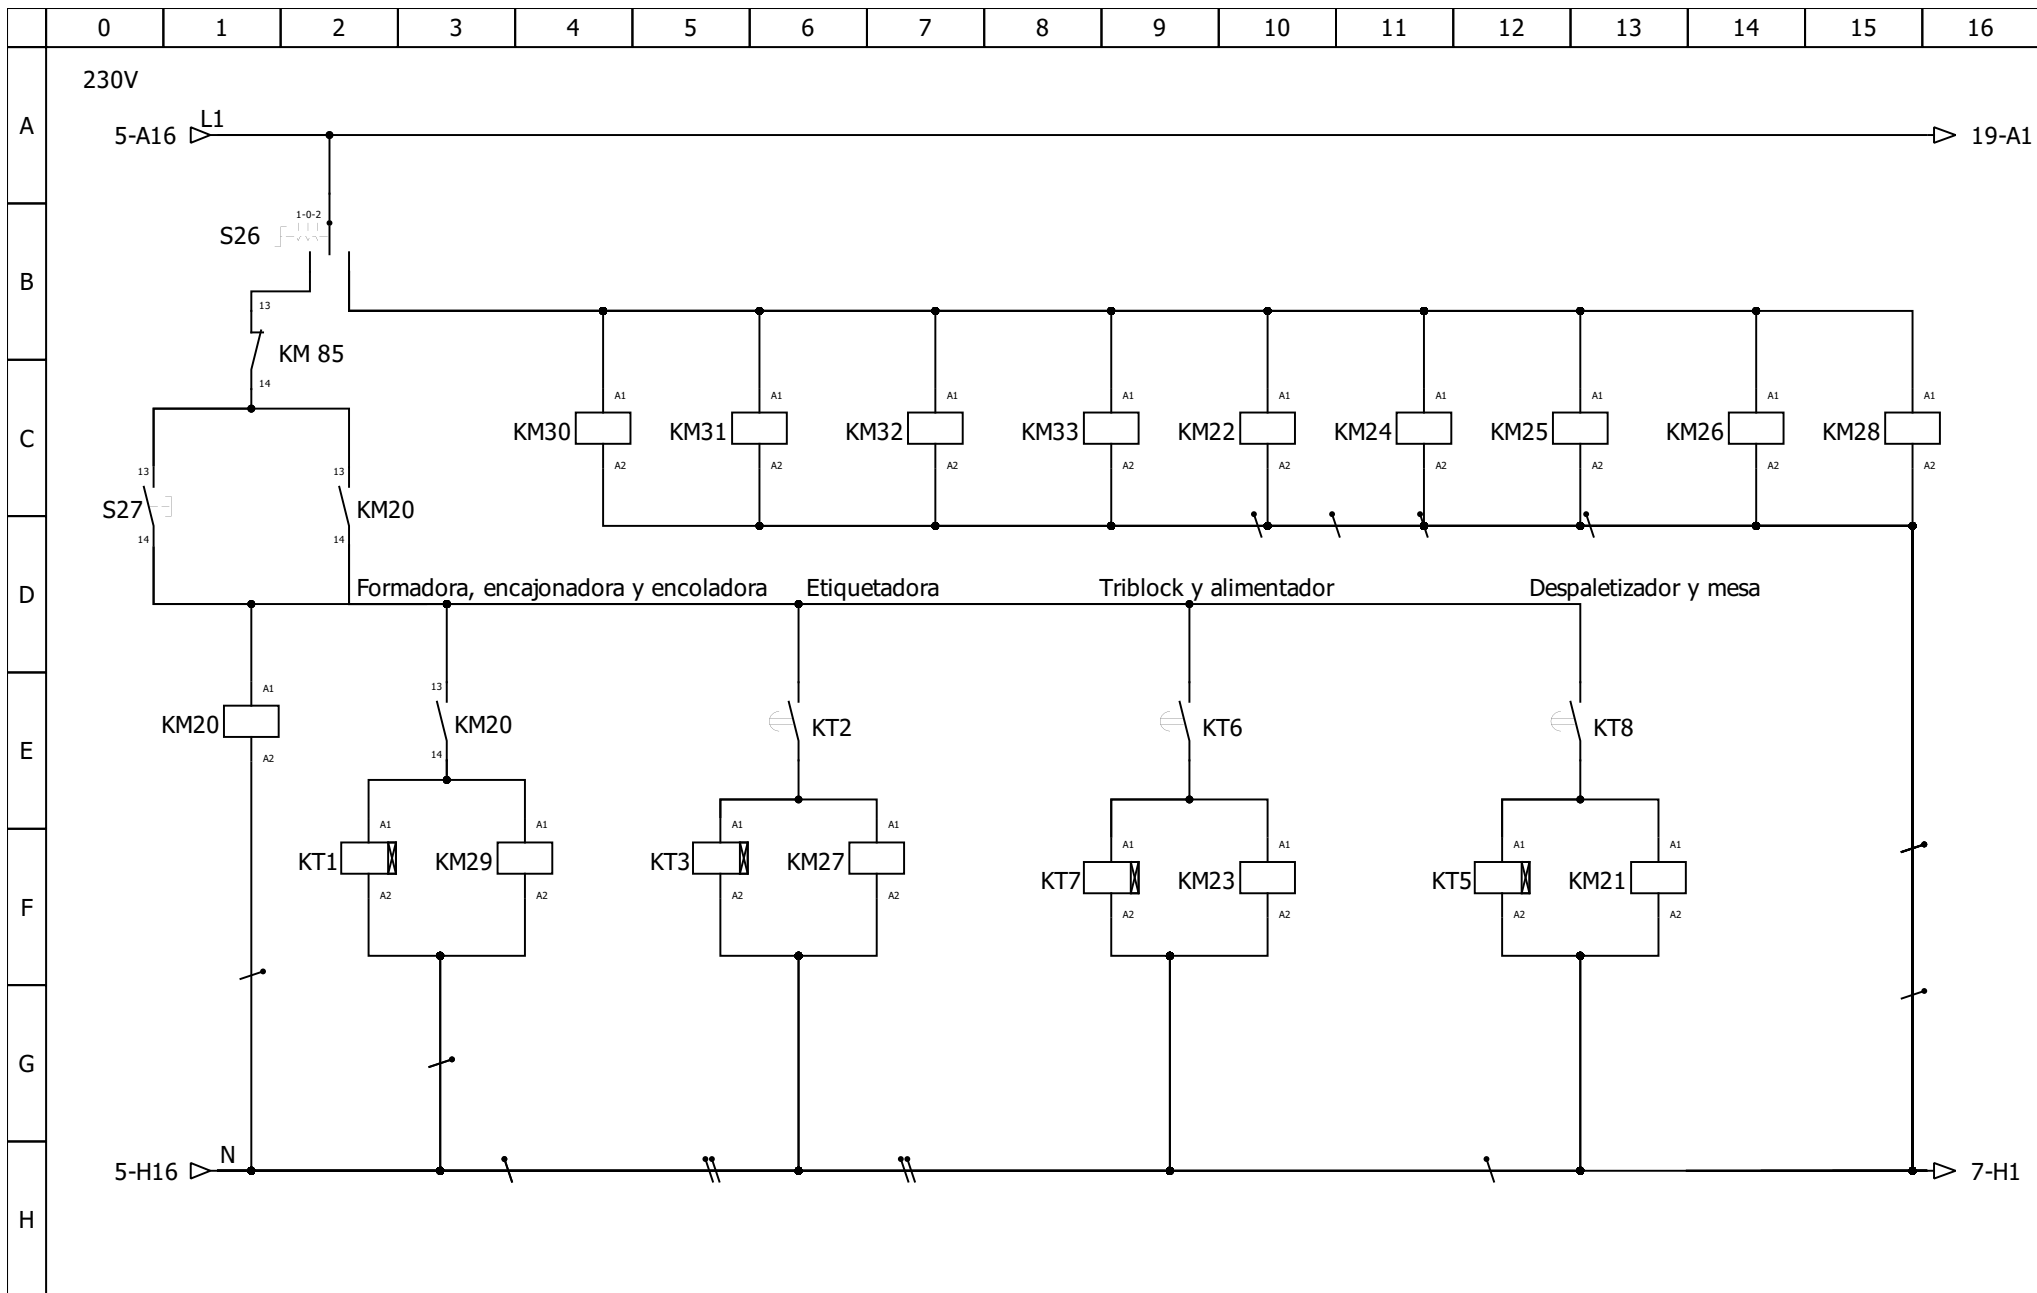 0 1 2 3 4 5 6 7 8 9 10 11 12 13 14 15 16
230V
A
L1
5-A16 19-A1
1-0-2
S26
B
13
KM 85
14
A1 A1 A1 A1 A1 A1 A1 A1 A1
C
KM30 KM31 KM32 KM33 KM22 KM24 KM25 KM26 KM28
A2 A2 A2 A2 A2 A2 A2 A2 A2
13 13
S27 KM20
14 14
D
Formadora, encajonadora y encoladora Etiquetadora Triblock y alimentador Despaletizador y mesa
A1 13
KM20 KM20 KT2 KT6 KT8
E
A2 14
A1 A1 A1 A1 A1 A1 A1 A1
KT1 KM29 KT3 KM27 KT7 KM23 KT5 KM21
A2 A2 A2 A2 A2 A2 A2 A2
F
G
N
5-H16 7-H1
H